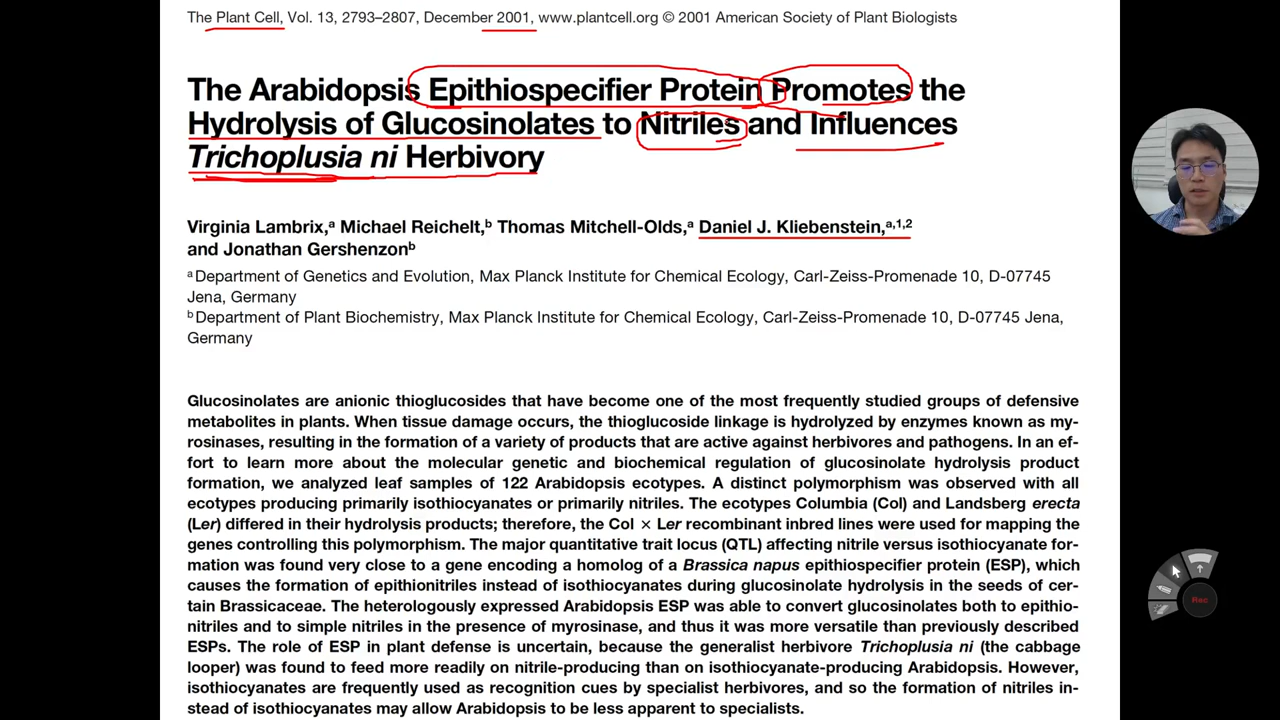 The Plant Cell, Vol. 13, 2793–2807, December 2001, www.plantcell.org © 2001 American Society of Plant Biologists
The Arabidopsis Epithiospecifier Protein Promotes the
Hydrolysis of Glucosinolates to Nitriles and Influences
Trichoplusia ni Herbivory
Virginia Lambrix,ᵃ Michael Reichelt,ᵇ Thomas Mitchell-Olds,ᵃ Daniel J. Kliebenstein,ᵃ,¹,²
and Jonathan Gershenzonᵇ
ᵃ Department of Genetics and Evolution, Max Planck Institute for Chemical Ecology, Carl-Zeiss-Promenade 10, D-07745
Jena, Germany
ᵇ Department of Plant Biochemistry, Max Planck Institute for Chemical Ecology, Carl-Zeiss-Promenade 10, D-07745 Jena,
Germany
Glucosinolates are anionic thioglucosides that have become one of the most frequently studied groups of defensive
metabolites in plants. When tissue damage occurs, the thioglucoside linkage is hydrolyzed by enzymes known as my-
rosinases, resulting in the formation of a variety of products that are active against herbivores and pathogens. In an ef-
fort to learn more about the molecular genetic and biochemical regulation of glucosinolate hydrolysis product
formation, we analyzed leaf samples of 122 Arabidopsis ecotypes. A distinct polymorphism was observed with all
ecotypes producing primarily isothiocyanates or primarily nitriles. The ecotypes Columbia (Col) and Landsberg erecta
(Ler) differed in their hydrolysis products; therefore, the Col × Ler recombinant inbred lines were used for mapping the
genes controlling this polymorphism. The major quantitative trait locus (QTL) affecting nitrile versus isothiocyanate for-
mation was found very close to a gene encoding a homolog of a Brassica napus epithiospecifier protein (ESP), which
causes the formation of epithionitriles instead of isothiocyanates during glucosinolate hydrolysis in the seeds of cer-
tain Brassicaceae. The heterologously expressed Arabidopsis ESP was able to convert glucosinolates both to epithio-
nitriles and to simple nitriles in the presence of myrosinase, and thus it was more versatile than previously described
ESPs. The role of ESP in plant defense is uncertain, because the generalist herbivore Trichoplusia ni (the cabbage
looper) was found to feed more readily on nitrile-producing than on isothiocyanate-producing Arabidopsis. However,
isothiocyanates are frequently used as recognition cues by specialist herbivores, and so the formation of nitriles in-
stead of isothiocyanates may allow Arabidopsis to be less apparent to specialists.
Rec